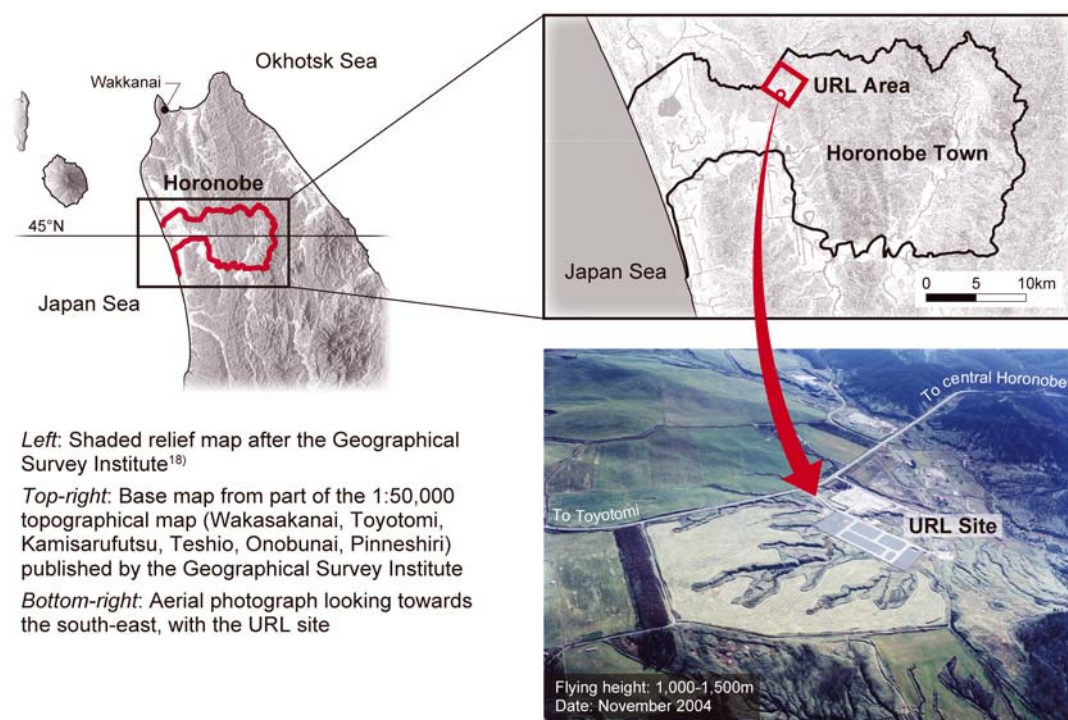 Okhotsk Sea
Wakkanai
Horonobe
45°N
Japan Sea
URL Area
Horonobe Town
Japan Sea
0 5 10km
To central Horonobe
To Toyotomi
URL Site
Flying height: 1,000-1,500m
Date: November 2004
Left: Shaded relief map after the Geographical
Survey Institute18)
Top-right: Base map from part of the 1:50,000
topographical map (Wakasakanai, Toyotomi,
Kamisarufutsu, Teshio, Onobunai, Pinneshiri)
published by the Geographical Survey Institute
Bottom-right: Aerial photograph looking towards
the south-east, with the URL site